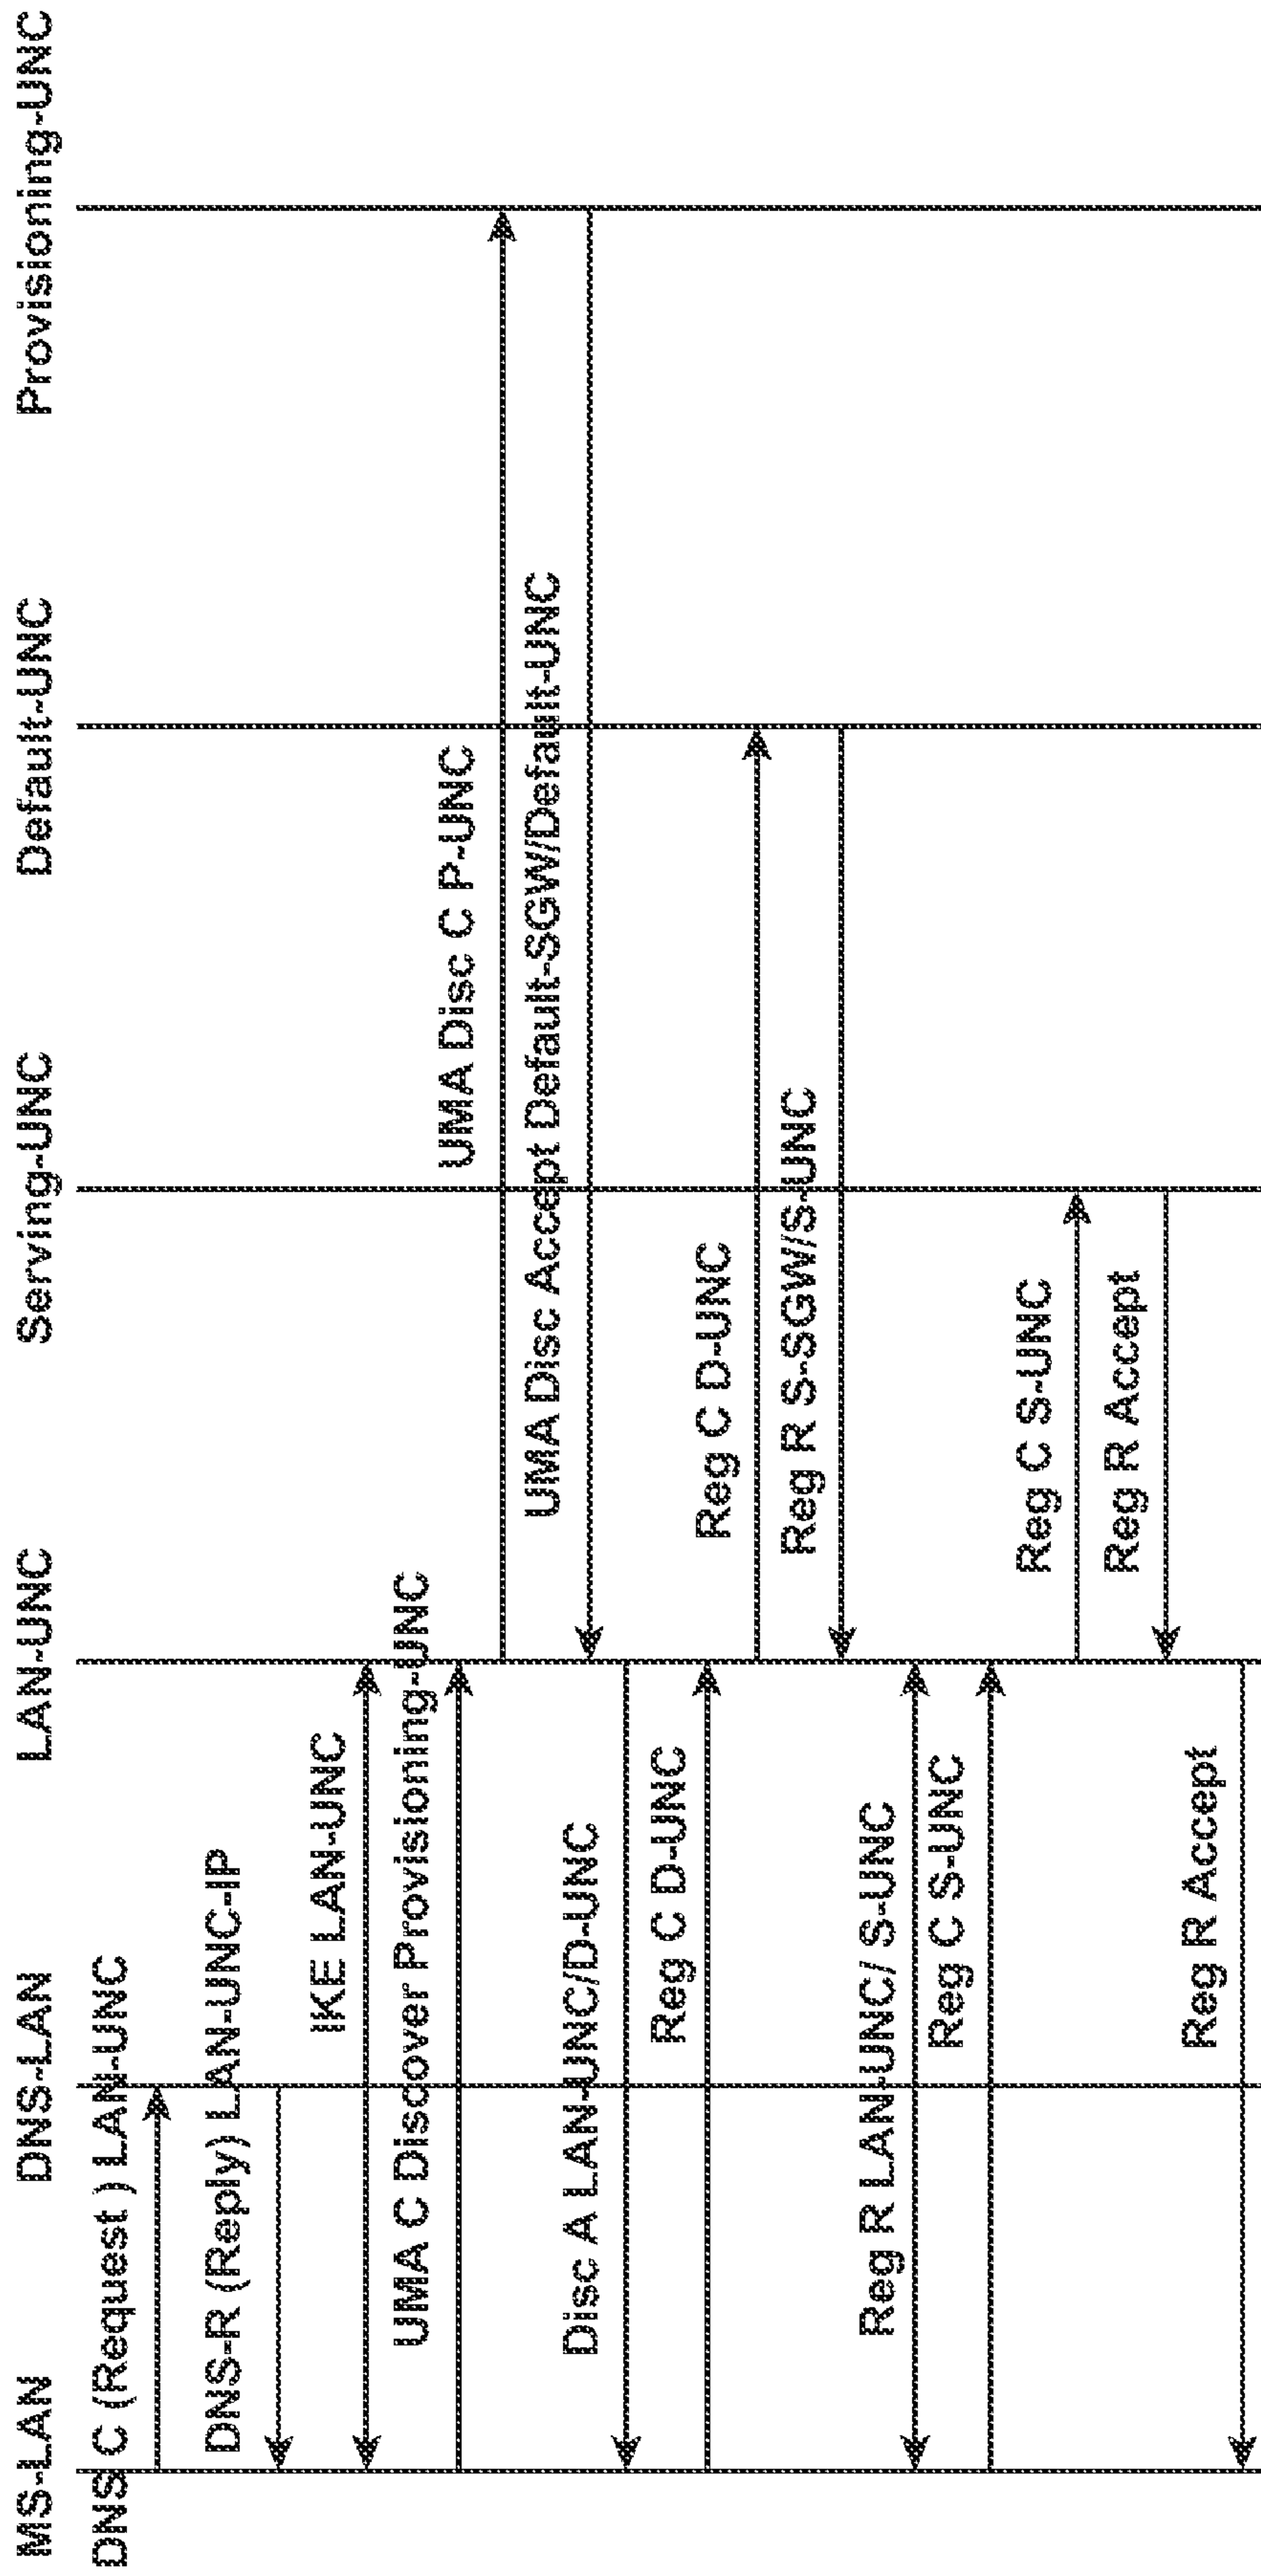 MS-LAN
DNS-LAN
LAN-UNC
Serving-UNC
Default-UNC
Provisioning-UNC
DNS C (Request ) LAN-UNC
DNS-R (Reply) LAN-UNC-IP
IKE LAN-UNC
UMA C Discover Provisioning-UNC
UMA Disc C P-UNC
UMA Disc Accept Default-SGW/Default-UNC
Disc A LAN-UNC/D-UNC
Reg C D-UNC
Reg C D-UNC
Reg R S-SGW/S-UNC
Reg R LAN-UNC/ S-UNC
Reg C S-UNC
Reg C S-UNC
Reg R Accept
Reg R Accept